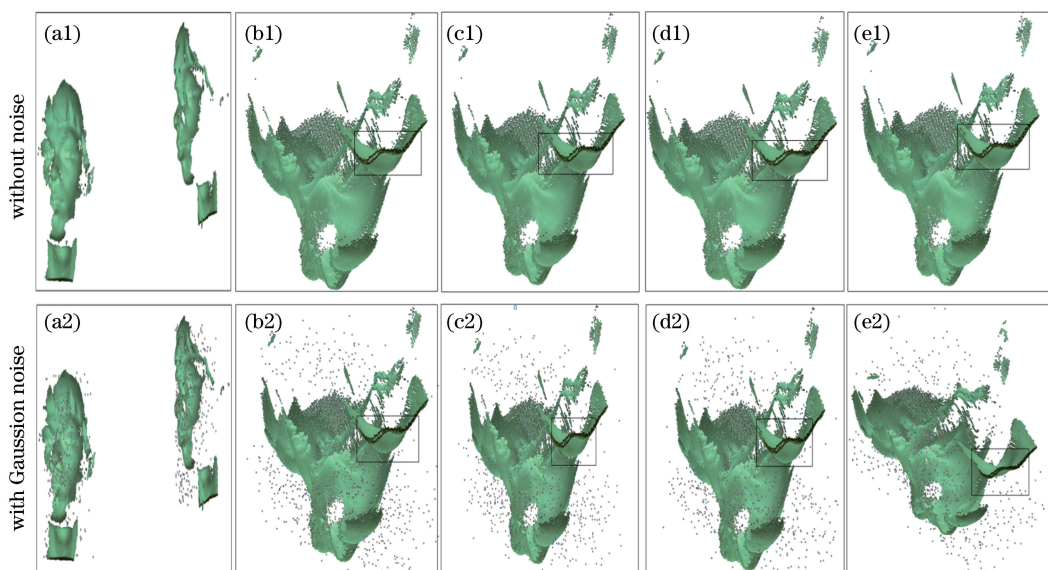 without noise
(a1)
(b1)
(c1)
(d1)
(e1)
with Gaussion noise
(a2)
(b2)
(c2)
(d2)
(e2)